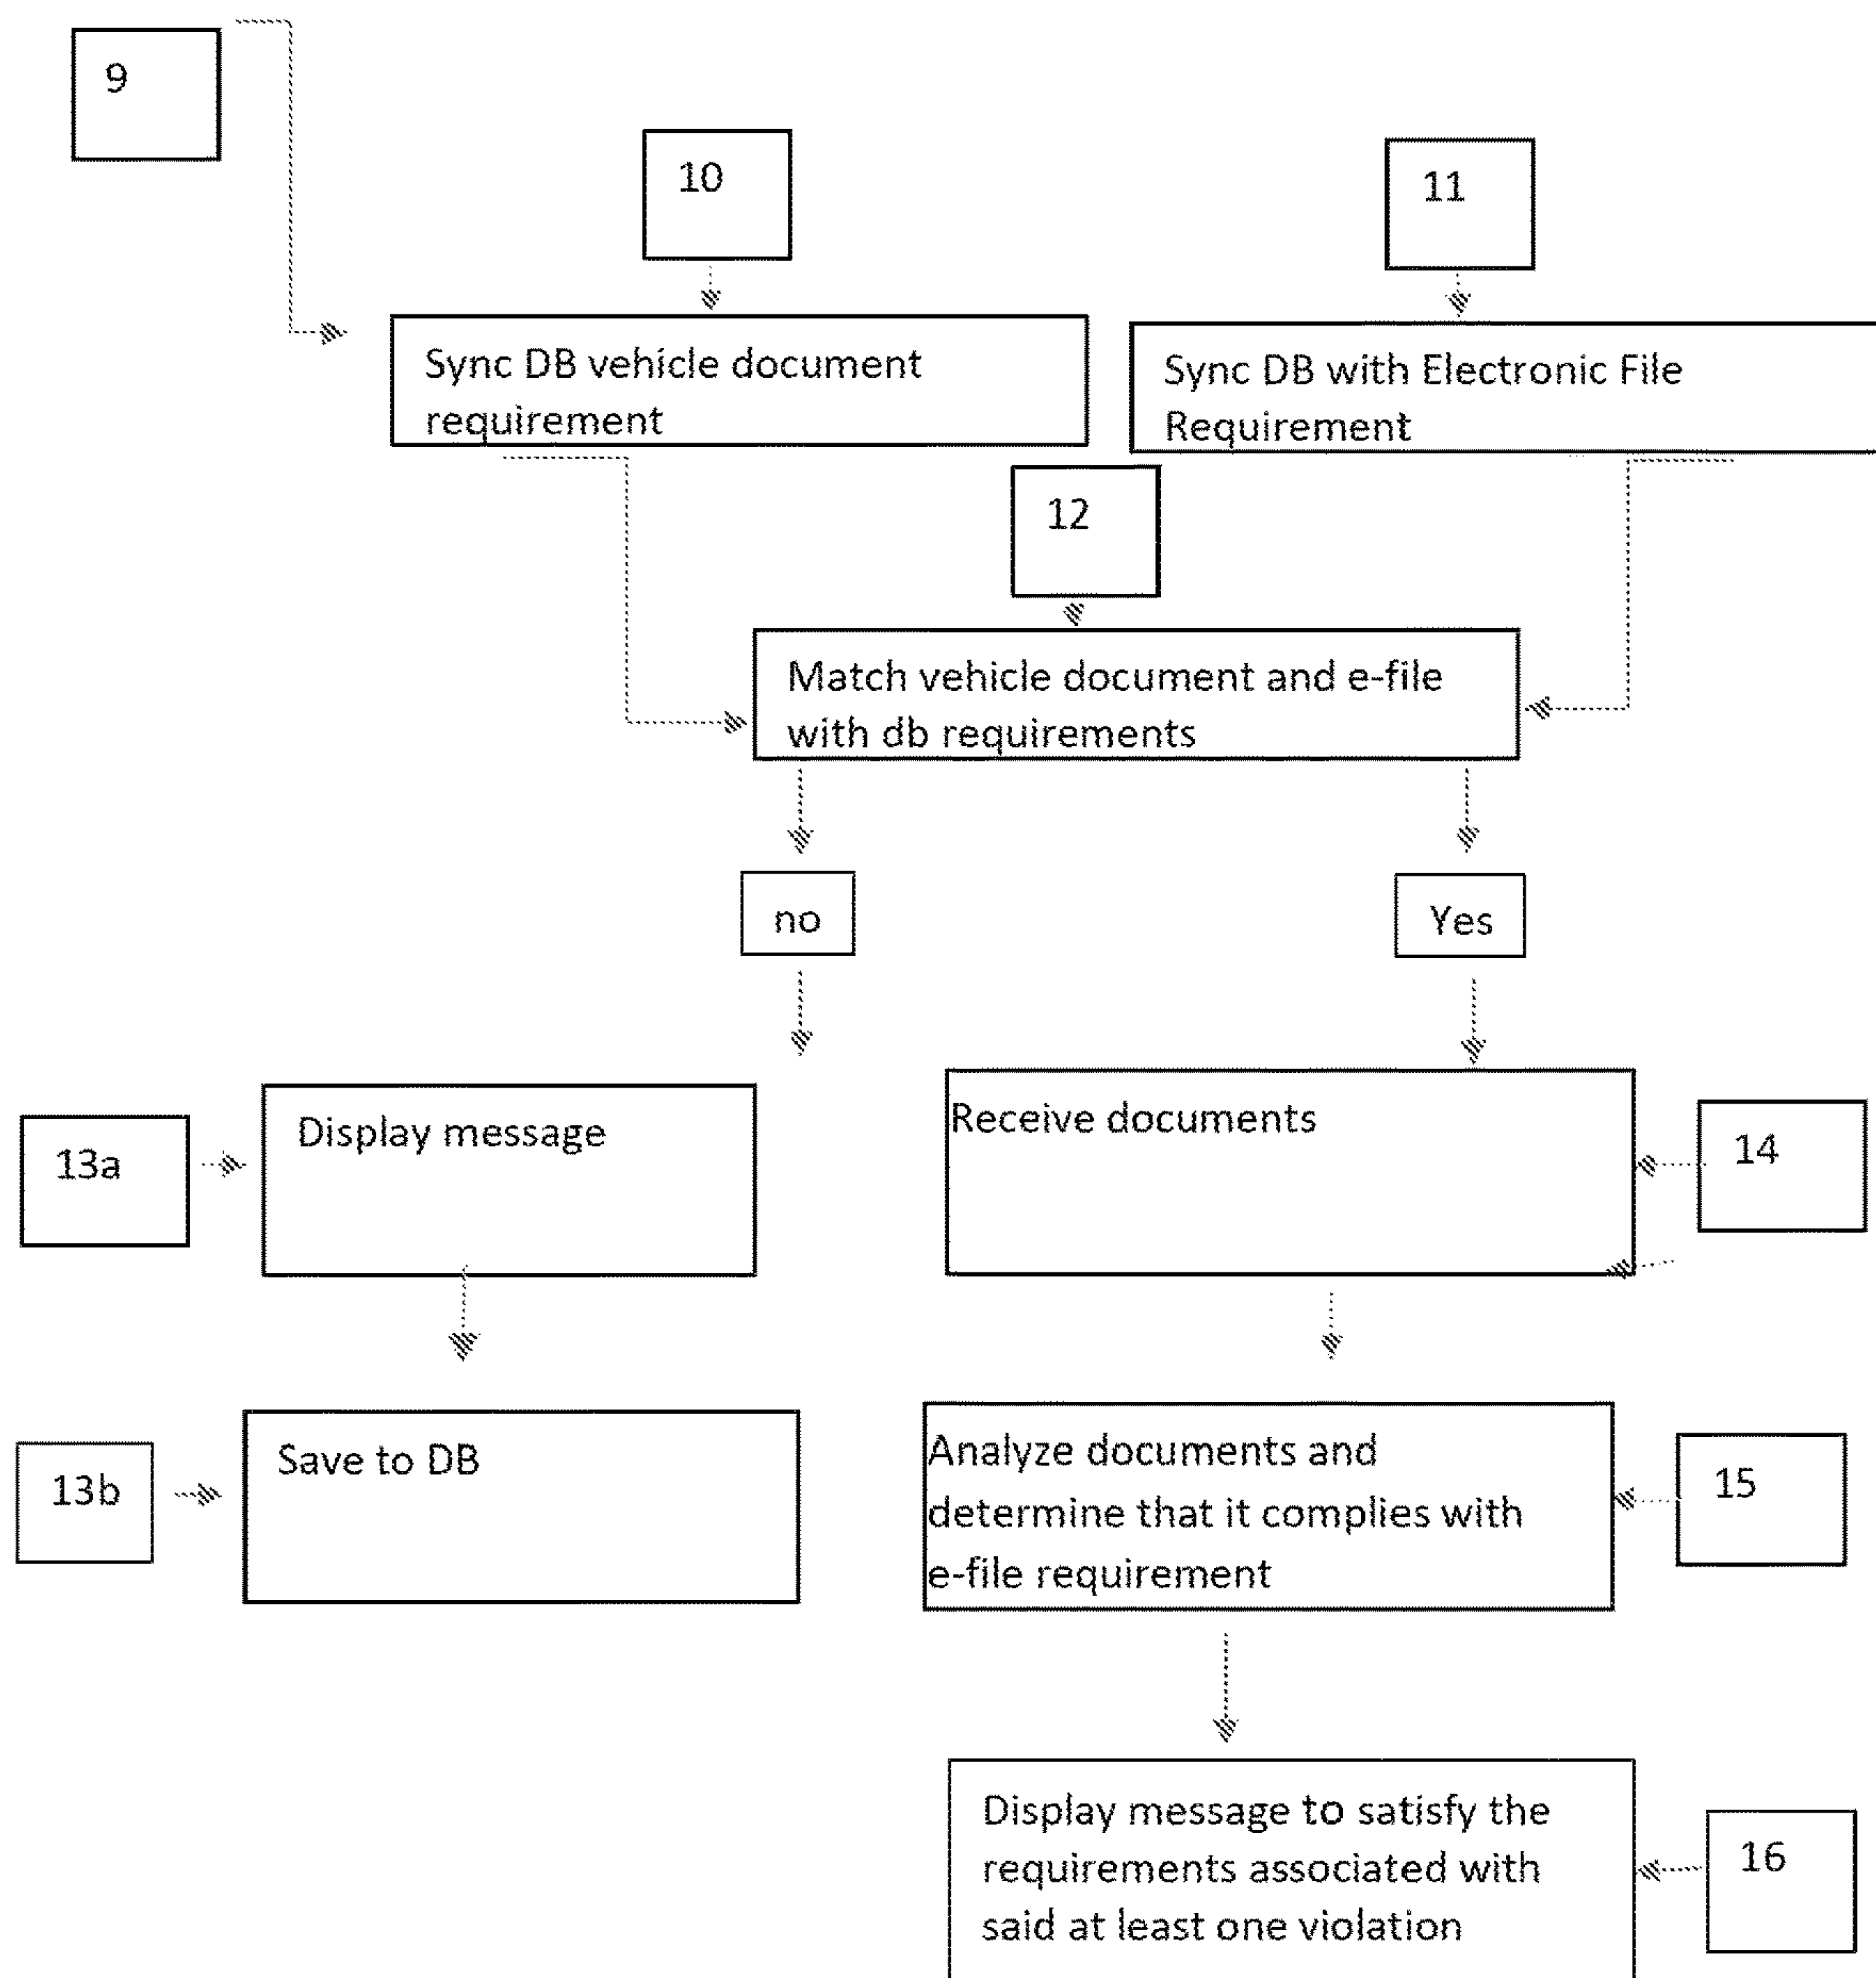 9
10
11
Sync DB vehicle document
requirement
Sync DB with Electronic File
Requirement
12
Match vehicle document and e-file
with db requirements
no
Yes
13a
Display message
Receive documents
14
13b
Save to DB
Analyze documents and
determine that it complies with
e-file requirement
15
Display message to satisfy the
requirements associated with
said at least one violation
16